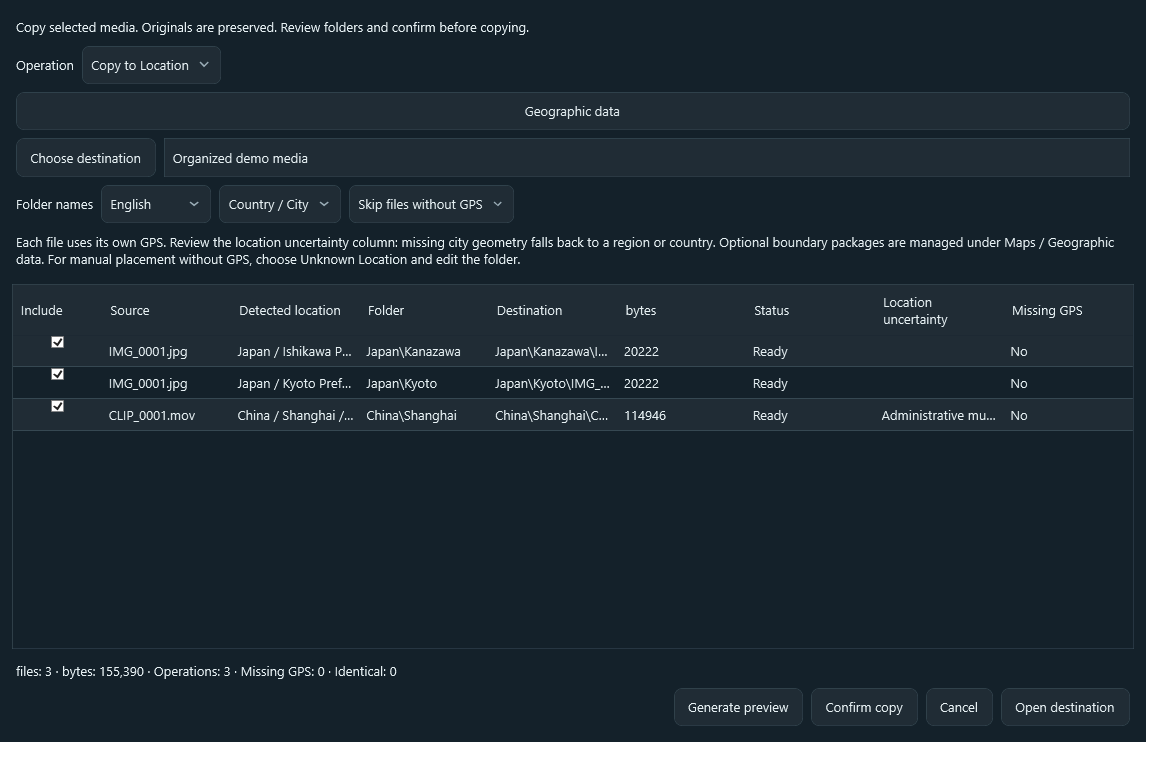 Copy selected media. Originals are preserved. Review folders and confirm before copying.
Operation Copy to Location
Geographic data
Choose destination Organized demo media
Folder names English Country / City Skip files without GPS
Each file uses its own GPS. Review the location uncertainty column: missing city geometry falls back to a region or country. Optional boundary packages are managed under Maps / Geographic
data. For manual placement without GPS, choose Unknown Location and edit the folder.
Include Source Detected location Folder Destination bytes Status Location uncertainty Missing GPS
IMG_0001.jpg Japan / Ishikawa P... Japan\Kanazawa Japan\Kanazawa\I... 20222 Ready No
IMG_0001.jpg Japan / Kyoto Pref... Japan\Kyoto Japan\Kyoto\IMG_... 20222 Ready No
CLIP_0001.mov China / Shanghai /... China\Shanghai China\Shanghai\C... 114946 Ready Administrative mu... No
files: 3 · bytes: 155,390 · Operations: 3 · Missing GPS: 0 · Identical: 0
Generate preview Confirm copy Cancel Open destination